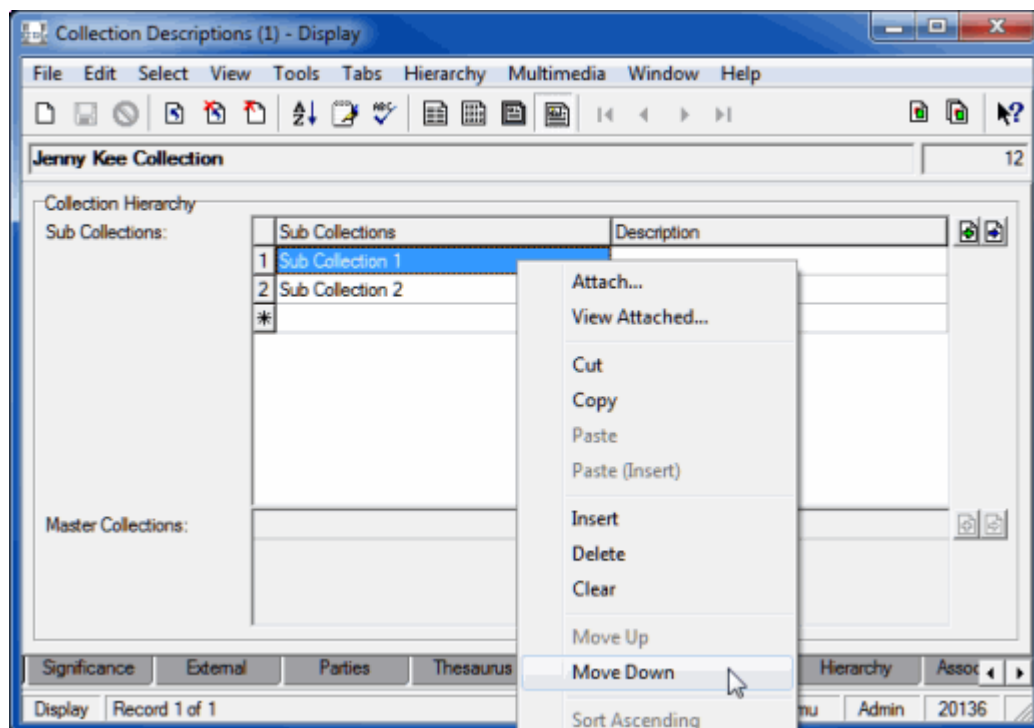 Collection Descriptions (1) - Display
File Edit Select View Tools Tabs Hierarchy Multimedia Window Help
Jenny Kee Collection 12
Collection Hierarchy
Sub Collections: Sub Collections Description
1 Sub Collection 1
2 Sub Collection 2
Attach...
View Attached...
Cut
Copy
Paste
Paste (Insert)
Master Collections:
Insert
Delete
Clear
Move Up
Move Down
Sort Ascending
Significance External Parties Thesaurus Hierarchy
Display Record 1 of 1 Admin 20136